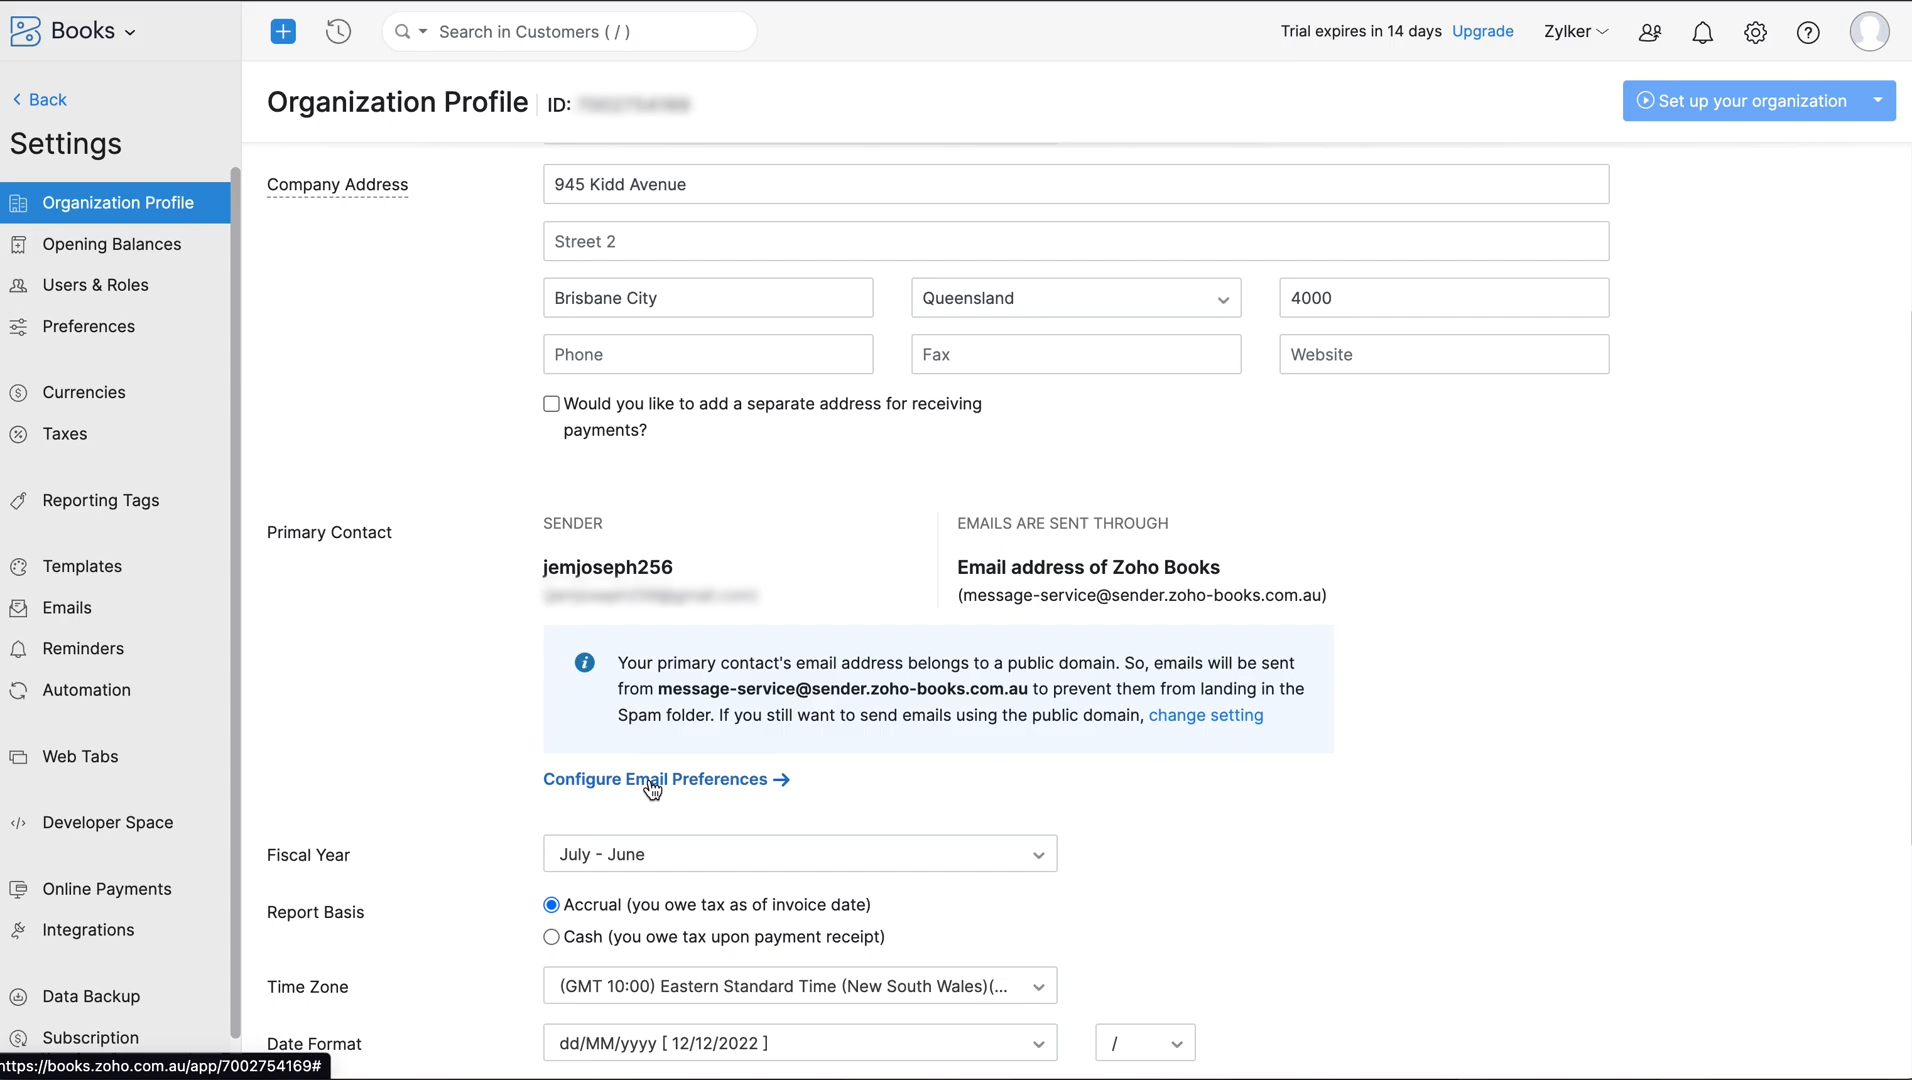 Books
Search in Customers ( / )
Trial expires in 14 days Upgrade
Zylker
Back
Settings
Organization Profile
Opening Balances
Users & Roles
Preferences
Currencies
Taxes
Reporting Tags
Templates
Emails
Reminders
Automation
Web Tabs
Developer Space
Online Payments
Integrations
Data Backup
Subscription
https://books.zoho.com.au/app/7002754169#
Organization Profile ID:
Set up your organization
Company Address
945 Kidd Avenue
Street 2
Brisbane City
Queensland
4000
Phone
Fax
Website
Would you like to add a separate address for receiving
payments?
Primary Contact
SENDER
jemjoseph256
EMAILS ARE SENT THROUGH
Email address of Zoho Books
(message-service@sender.zoho-books.com.au)
Your primary contact's email address belongs to a public domain. So, emails will be sent
from message-service@sender.zoho-books.com.au to prevent them from landing in the
Spam folder. If you still want to send emails using the public domain, change setting
Configure Email Preferences →
Fiscal Year
July - June
Report Basis
Accrual (you owe tax as of invoice date)
Cash (you owe tax upon payment receipt)
Time Zone
(GMT 10:00) Eastern Standard Time (New South Wales)(...
Date Format
dd/MM/yyyy [ 12/12/2022 ]
/